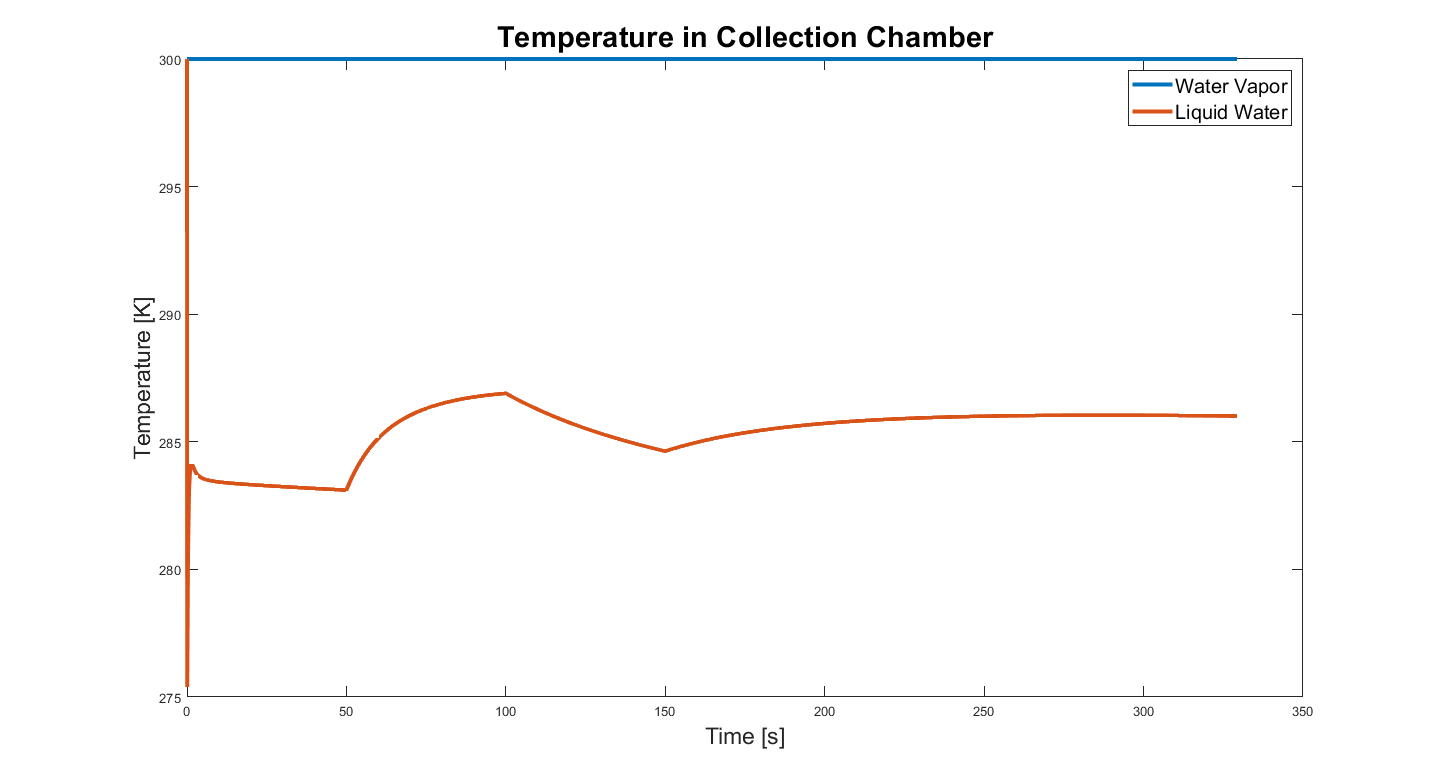 Temperature in Collection Chamber
300
Water Vapor
Liquid Water
295
290
285
280
275
Temperature [K]
0 50 100 150 200 250 300 350
Time [s]